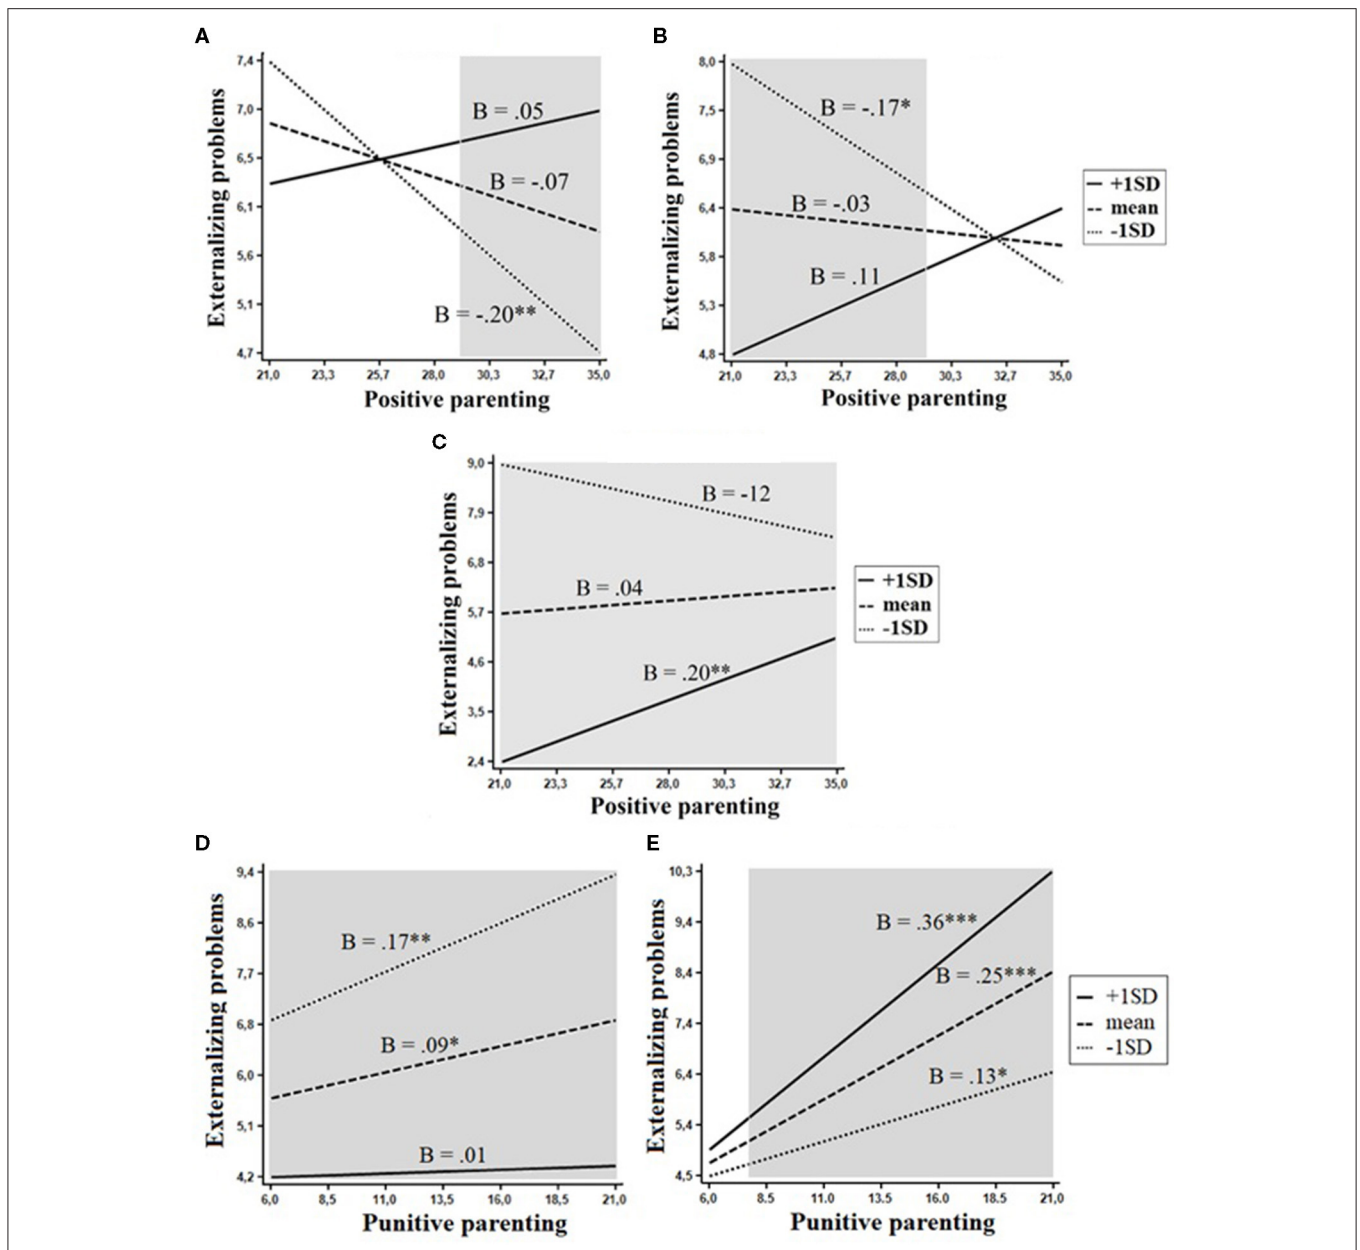 A
B
7,4
7,0
6,5
6,1
5,6
5,1
4,7
Externalizing problems
B = .05
B = -.07
B = -.20**
21,0 23,3 25,7 28,0 30,3 32,7 35,0
Positive parenting
8,0
7,5
6,9
6,4
5,8
5,3
4,8
Externalizing problems
B = -.17*
B = -.03
B = .11
21,0 23,3 25,7 28,0 30,3 32,7 35,0
Positive parenting
+1SD
mean
-1SD
C
9,0
7,9
6,8
5,7
4,6
3,5
2,4
Externalizing problems
B = -12
B = .04
B = .20**
21,0 23,3 25,7 28,0 30,3 32,7 35,0
Positive parenting
+1SD
mean
-1SD
D
E
9,4
8,6
7,7
6,8
6,0
5,1
4,2
Externalizing problems
B = .17**
B = .09*
B = .01
6,0 8,5 11,0 13,5 16,0 18,5 21,0
Punitive parenting
10,3
9,4
8,4
7,4
6,4
5,4
4,5
Externalizing problems
B = .36***
B = .25***
B = .13*
6,0 8.5 11.0 13.5 16.0 18.5 21,0
Punitive parenting
+1SD
mean
-1SD